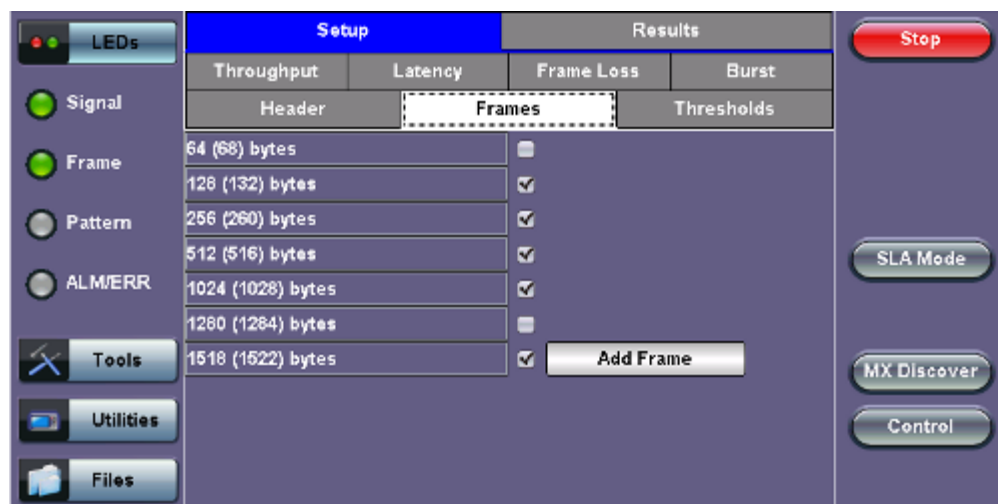 LEDs
Setup
Results
Stop
Throughput
Latency
Frame Loss
Burst
Signal
Header
Frames
Thresholds
64 (68) bytes
Frame
128 (132) bytes
Pattern
256 (260) bytes
512 (516) bytes
SLA Mode
ALM/ERR
1024 (1028) bytes
1280 (1284) bytes
Tools
1518 (1522) bytes
Add Frame
MX Discover
Utilities
Control
Files